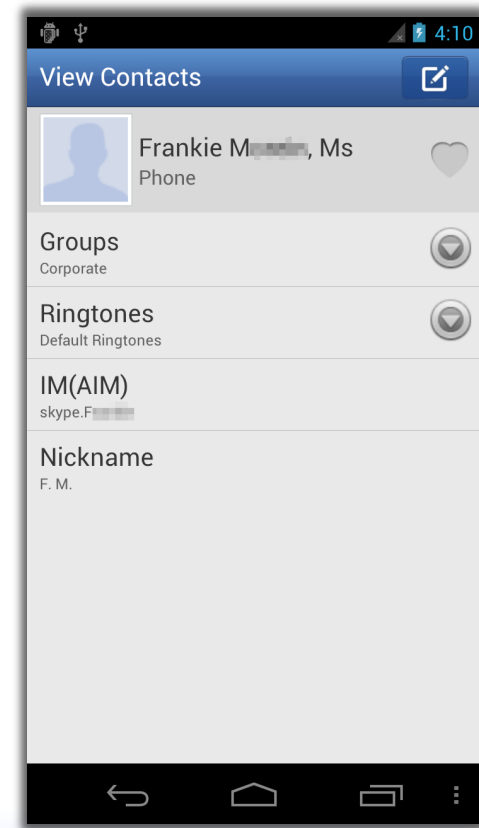 4:10
View Contacts
Frankie M, Ms
Phone
Groups
Corporate
Ringtones
Default Ringtones
IM(AIM)
skype.F
Nickname
F. M.